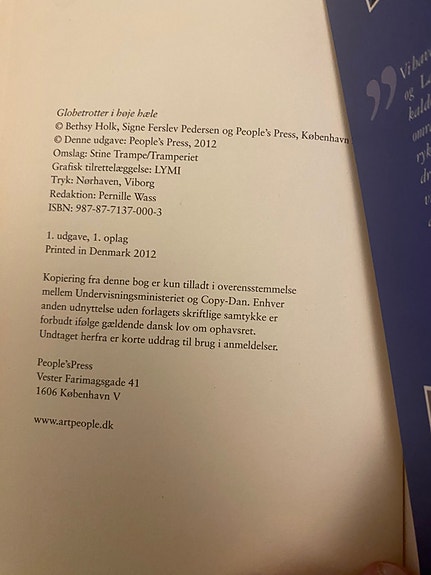 Globetrotter i høje hæle
© Bethsy Holk, Signe Ferslev Pedersen og People's Press, København
© Denne udgave: People's Press, 2012
Omslag: Stine Trampe/Tramperiet
Grafisk tilrettelæggelse: LYMI
Tryk: Nørhaven, Viborg
Redaktion: Pernille Wass
ISBN: 987-87-7137-000-3
1. udgave, 1. oplag
Printed in Denmark 2012
Kopiering fra denne bog er kun tilladt i overensstemmelse
mellem Undervisningsministeriet og Copy-Dan. Enhver
anden udnyttelse uden forlagets skriftlige samtykke er
forbudt ifølge gældende dansk lov om ophavsret.
Undtaget herfra er korte uddrag til brug i anmeldelser.
People'sPress
Vester Farimagsgade 41
1606 København V
www.artpeople.dk
”
Vi
og